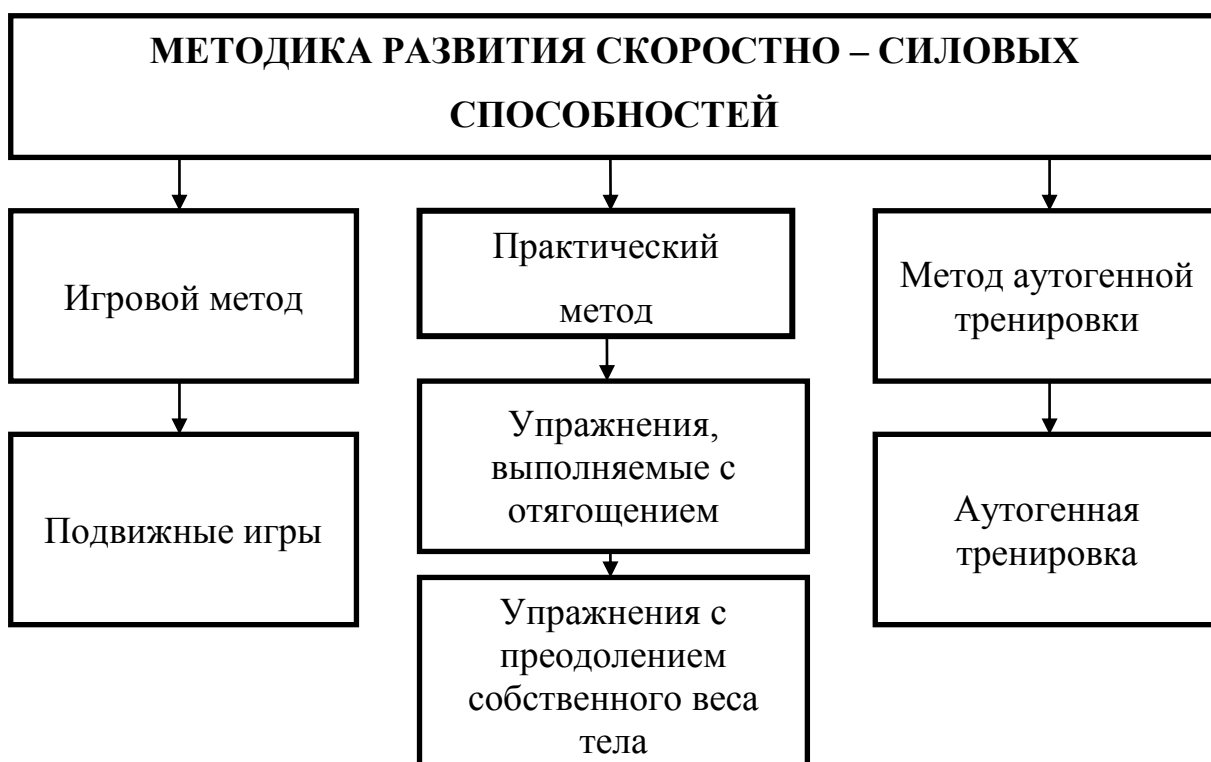 МЕТОДИКА РАЗВИТИЯ СКОРОСТНО – СИЛОВЫХ
СПОСОБНОСТЕЙ
Игровой метод
Практический
метод
Метод аутогенной
тренировки
Подвижные игры
Упражнения,
выполняемые с
отягощением
Аутогенная
тренировка
Упражнения с
преодолением
собственного веса
тела